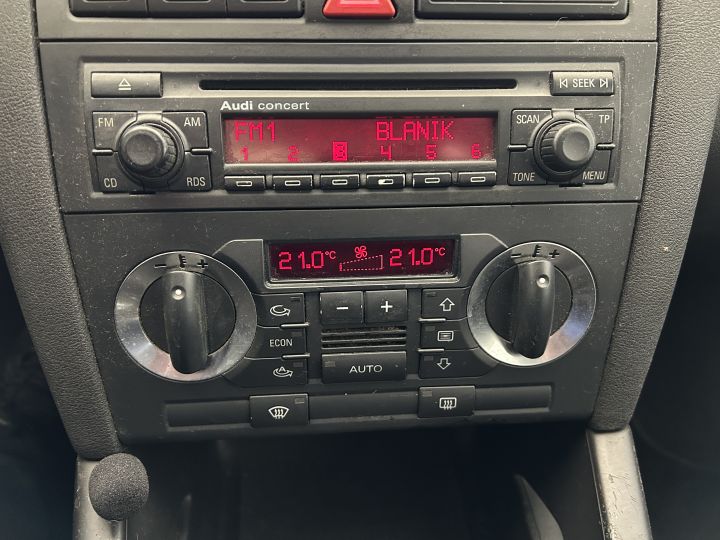 SEEK
Audi concert
FM AM
FM1 BLANIK
SCAN TP
1 2 3 4 5 6
CD RDS
TONE MENU
21.0°C 21.0°C
- + - +
- +
ECON
AUTO